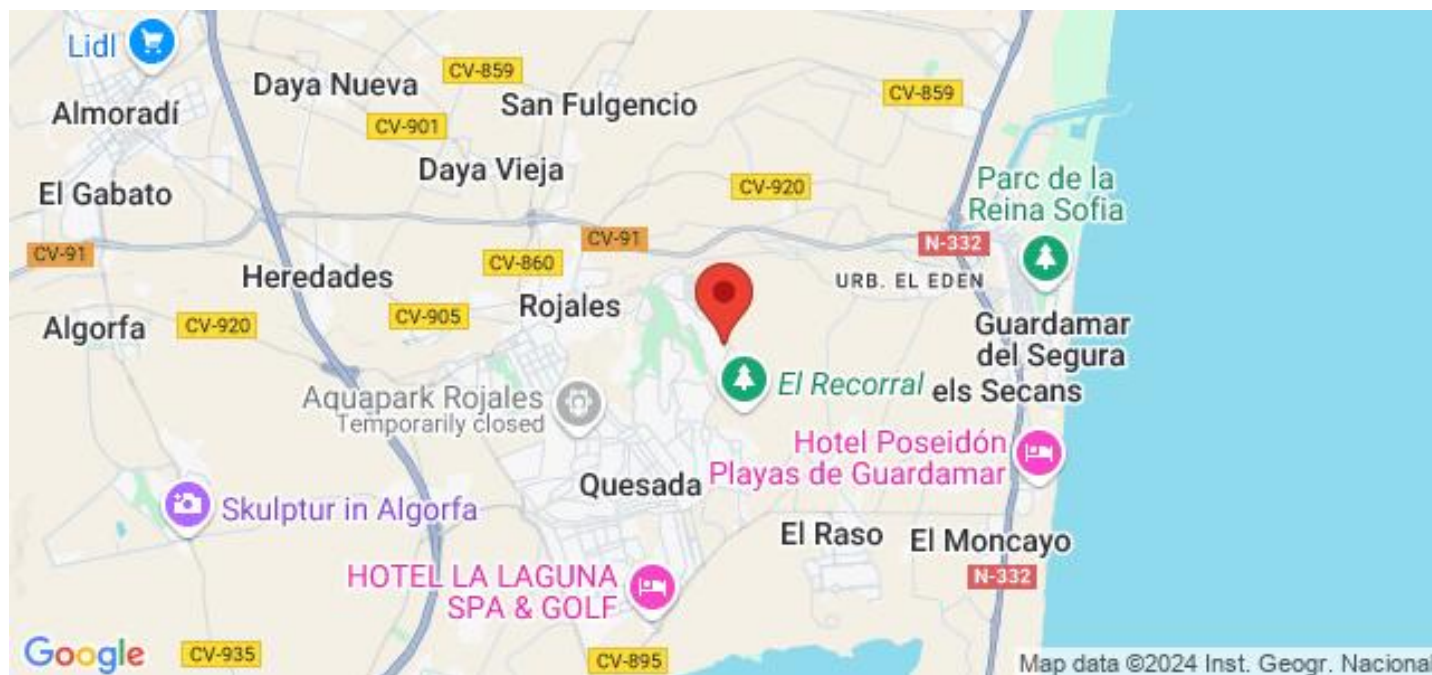 Lidl
CV-859
Daya Nueva
San Fulgencio
CV-859
Almoradí
CV-901
Daya Vieja
Parc de la
Reina Sofia
El Gabato
CV-920
CV-91
CV-91
N-332
Heredades
CV-860
URB. EL EDEN
Rojales
Algorfa
CV-920
CV-905
Guardamar
del Segura
Aquapark Rojales
Temporarily closed
El Recorral
els Secans
Hotel Poseidón
Playas de Guardamar
Quesada
Skulptur in Algorfa
El Raso
El Moncayo
HOTEL LA LAGUNA
SPA & GOLF
N-332
Google
CV-935
CV-895
Map data ©2024 Inst. Geogr. Nacional